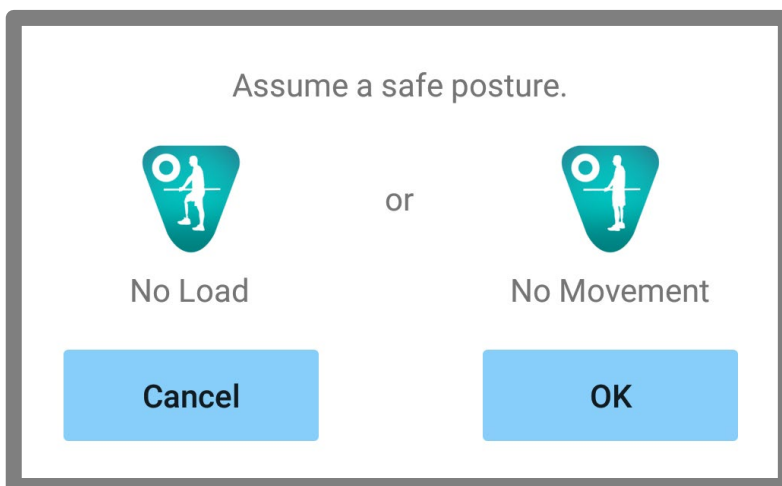 Assume a safe posture.
or
No Load
No Movement
Cancel
OK